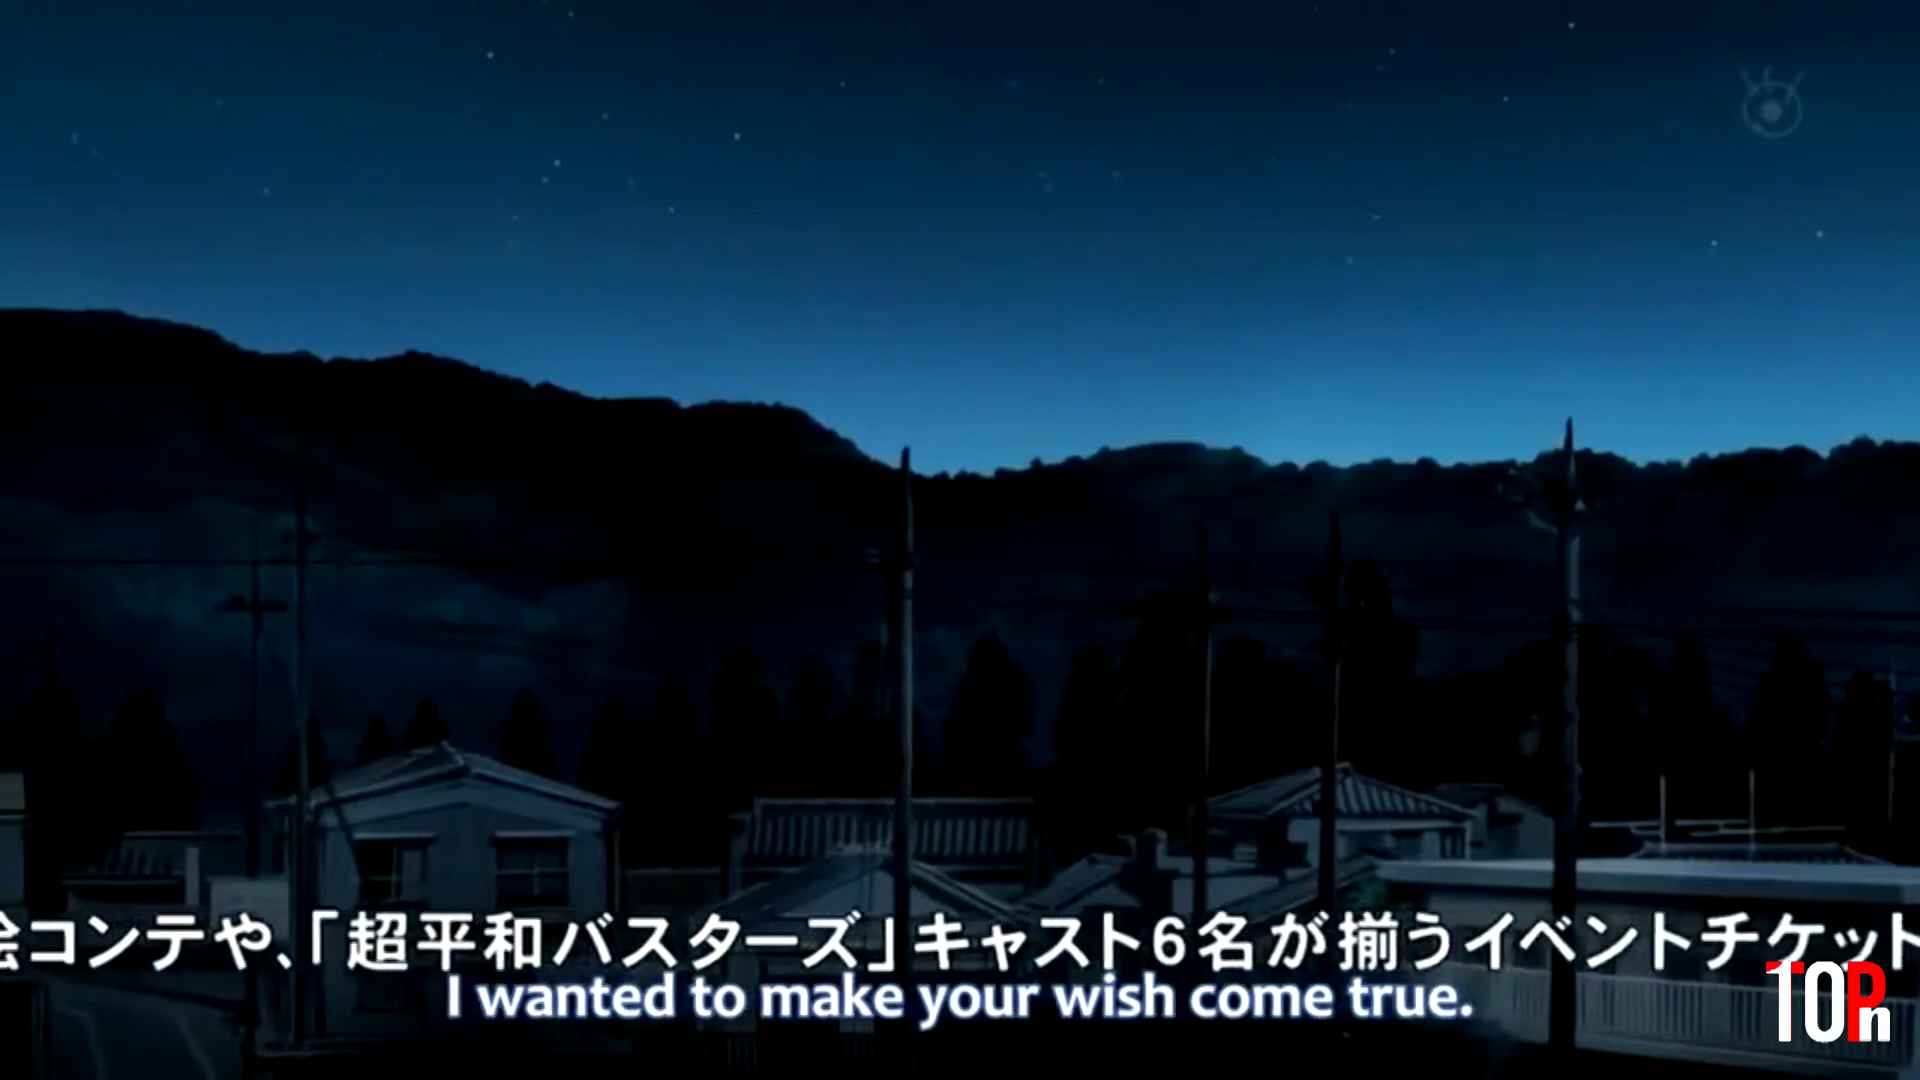 絵コンテや、「超平和バスターズ」キャスト6名が揃うイベントチケット
I wanted to make your wish come true.
TOPn